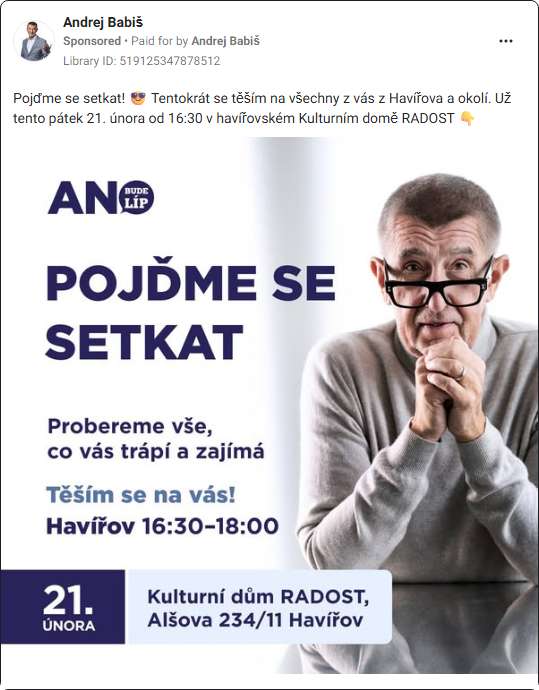 Andrej Babiš
Sponsored • Paid for by Andrej Babiš
Library ID: 519125347878512
Pojďme se setkat! 😎 Tentokrát se těším na všechny z vás z Havířova a okolí. Už
tento pátek 21. února od 16:30 v havířovském Kulturním domě RADOST 👇
ANO
BUDE
LÍP
POJĎME SE
SETKAT
Probereme vše,
co vás trápí a zajímá
Těším se na vás!
Havířov 16:30–18:00
21.
ÚNORA
Kulturní dům RADOST,
Alšova 234/11 Havířov